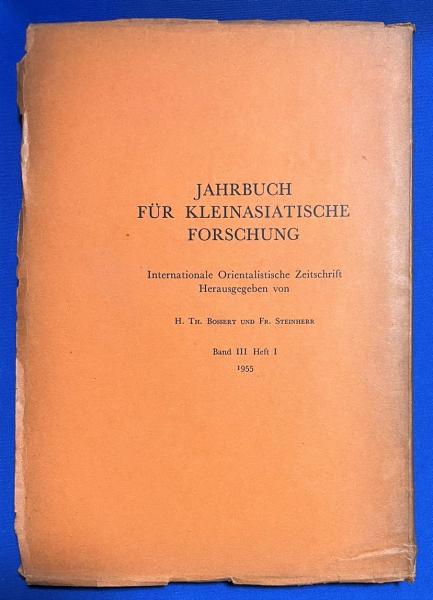 JAHRBUCH
FÜR KLEINASIATISCHE
FORSCHUNG
Internationale Orientalistische Zeitschrift
Herausgegeben von
H. TH. BOSSERT UND FR. STEINHERR
Band III Heft I
1955